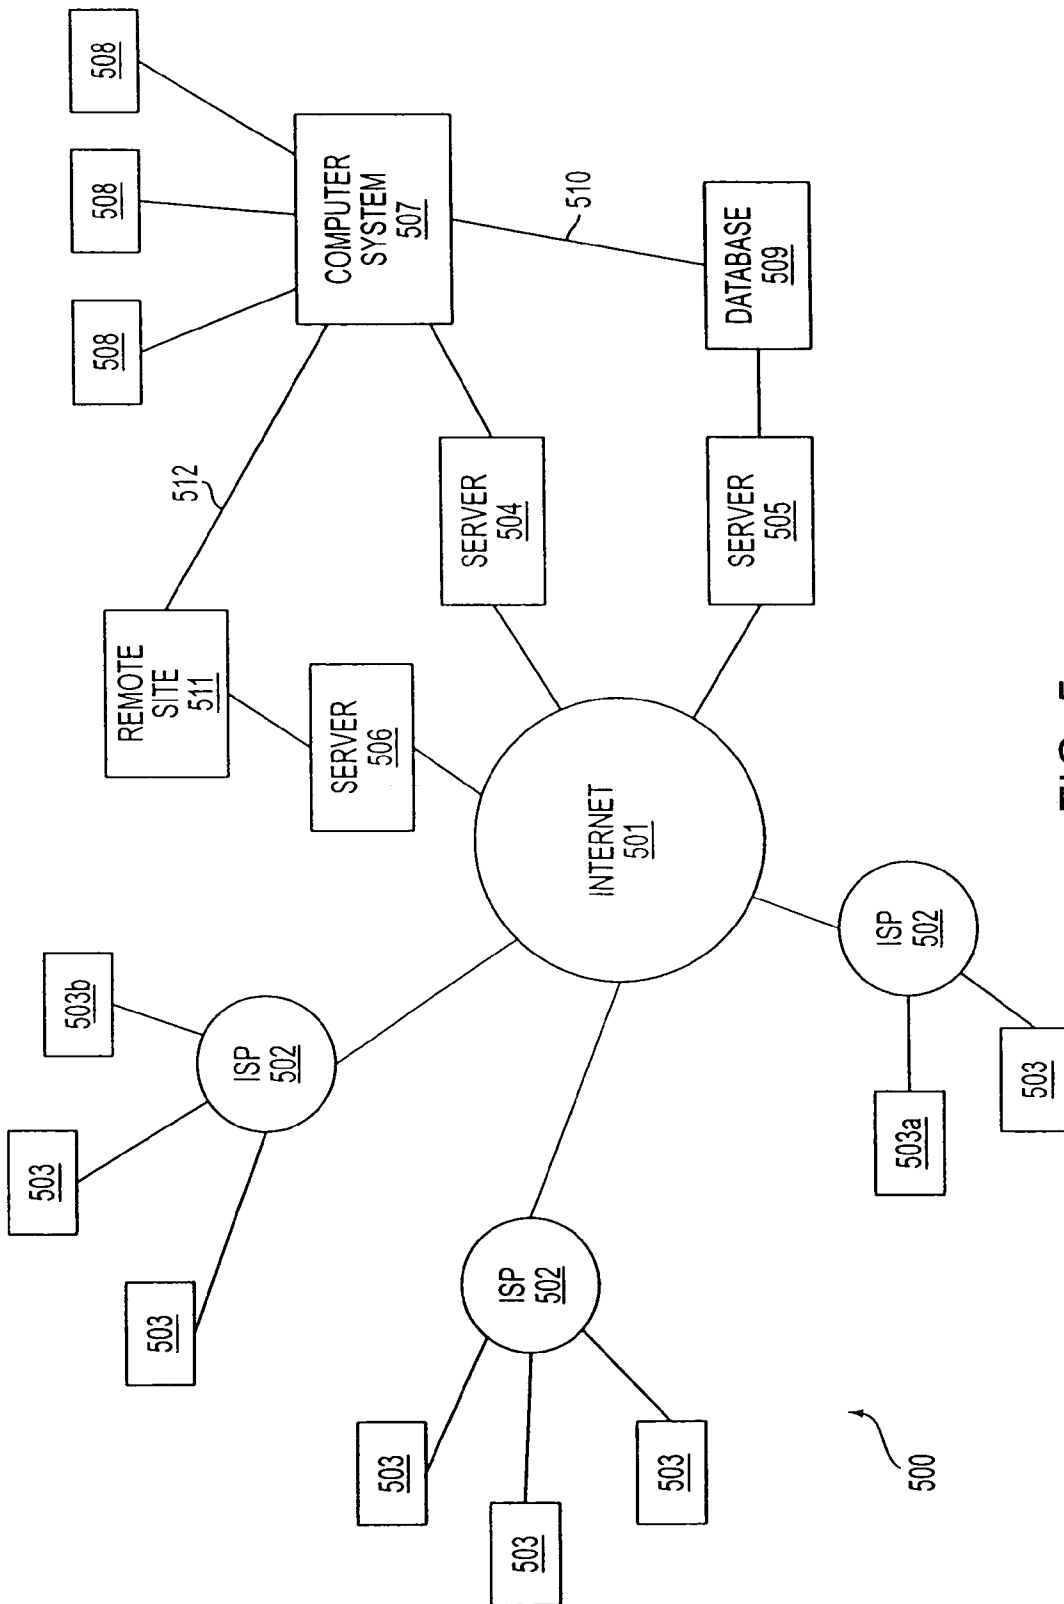 503
503b
508
508
508
REMOTE
SITE
511
503
512
ISP
502
SERVER
506
COMPUTER
SYSTEM
507
503
SERVER
504
503
ISP
502
510
INTERNET
501
503
DATABASE
509
SERVER
505
ISP
502
503a
500
503